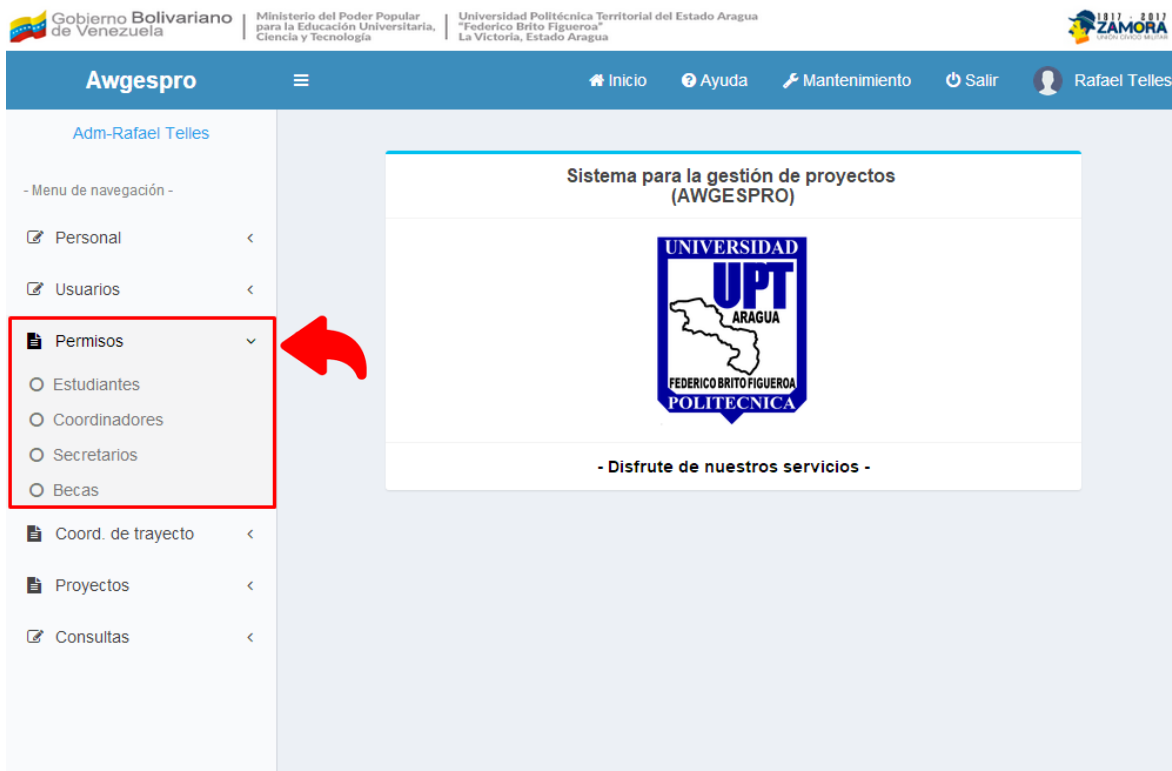 Gobierno Bolivariano
de Venezuela
Ministerio del Poder Popular
para la Educación Universitaria,
Ciencia y Tecnología
Universidad Politécnica Territorial del Estado Aragua
"Federico Brito Figueroa"
La Victoria, Estado Aragua
1817 - 2017
ZAMORA
UNIÓN CÍVICO MILITAR
Awgespro
Inicio
Ayuda
Mantenimiento
Salir
Rafael Telles
Adm-Rafael Telles
- Menu de navegación -
Personal
Usuarios
Permisos
Estudiantes
Coordinadores
Secretarios
Becas
Coord. de trayecto
Proyectos
Consultas
Sistema para la gestión de proyectos
(AWGESPRO)
UNIVERSIDAD
UPT
ARAGUA
FEDERICO BRITO FIGUEROA
POLITECNICA
- Disfrute de nuestros servicios -